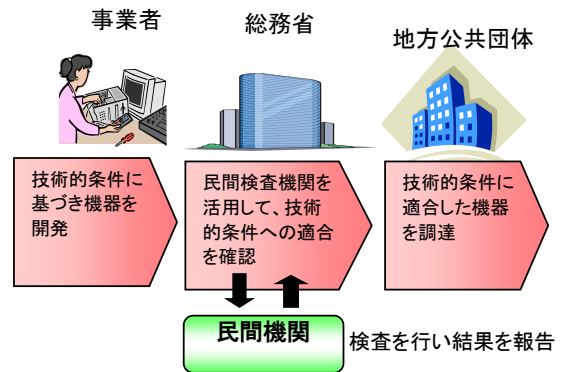 事業者
総務省
地方公共団体
技術的条件に
基づき機器を
開発
民間検査機関を
活用して、技術
的条件への適合
を確認
技術的条件に
適合した機器
を調達
民間機関
検査を行い結果を報告